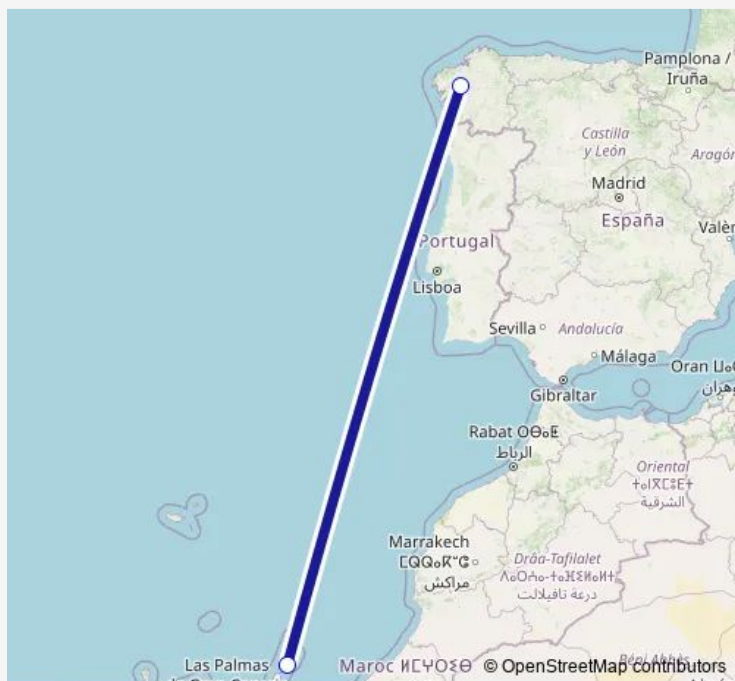 Pamplona /
Iruña
Castilla
y León
Aragón
Madrid
España
Valèn
Portugal
Lisboa
Sevilla
Andalucía
Málaga
Oran
Gibraltar
وهران
Rabat ⵔⴱⴰⵟ
الرباط
Oriental
الشرقية
Marrakech
مراكش
Drâa-Tafilalet
درعة تافيلالت
Las Palmas
Maroc ⵍⵎⵖⵔⵉⴱ
© OpenStreetMap contributors